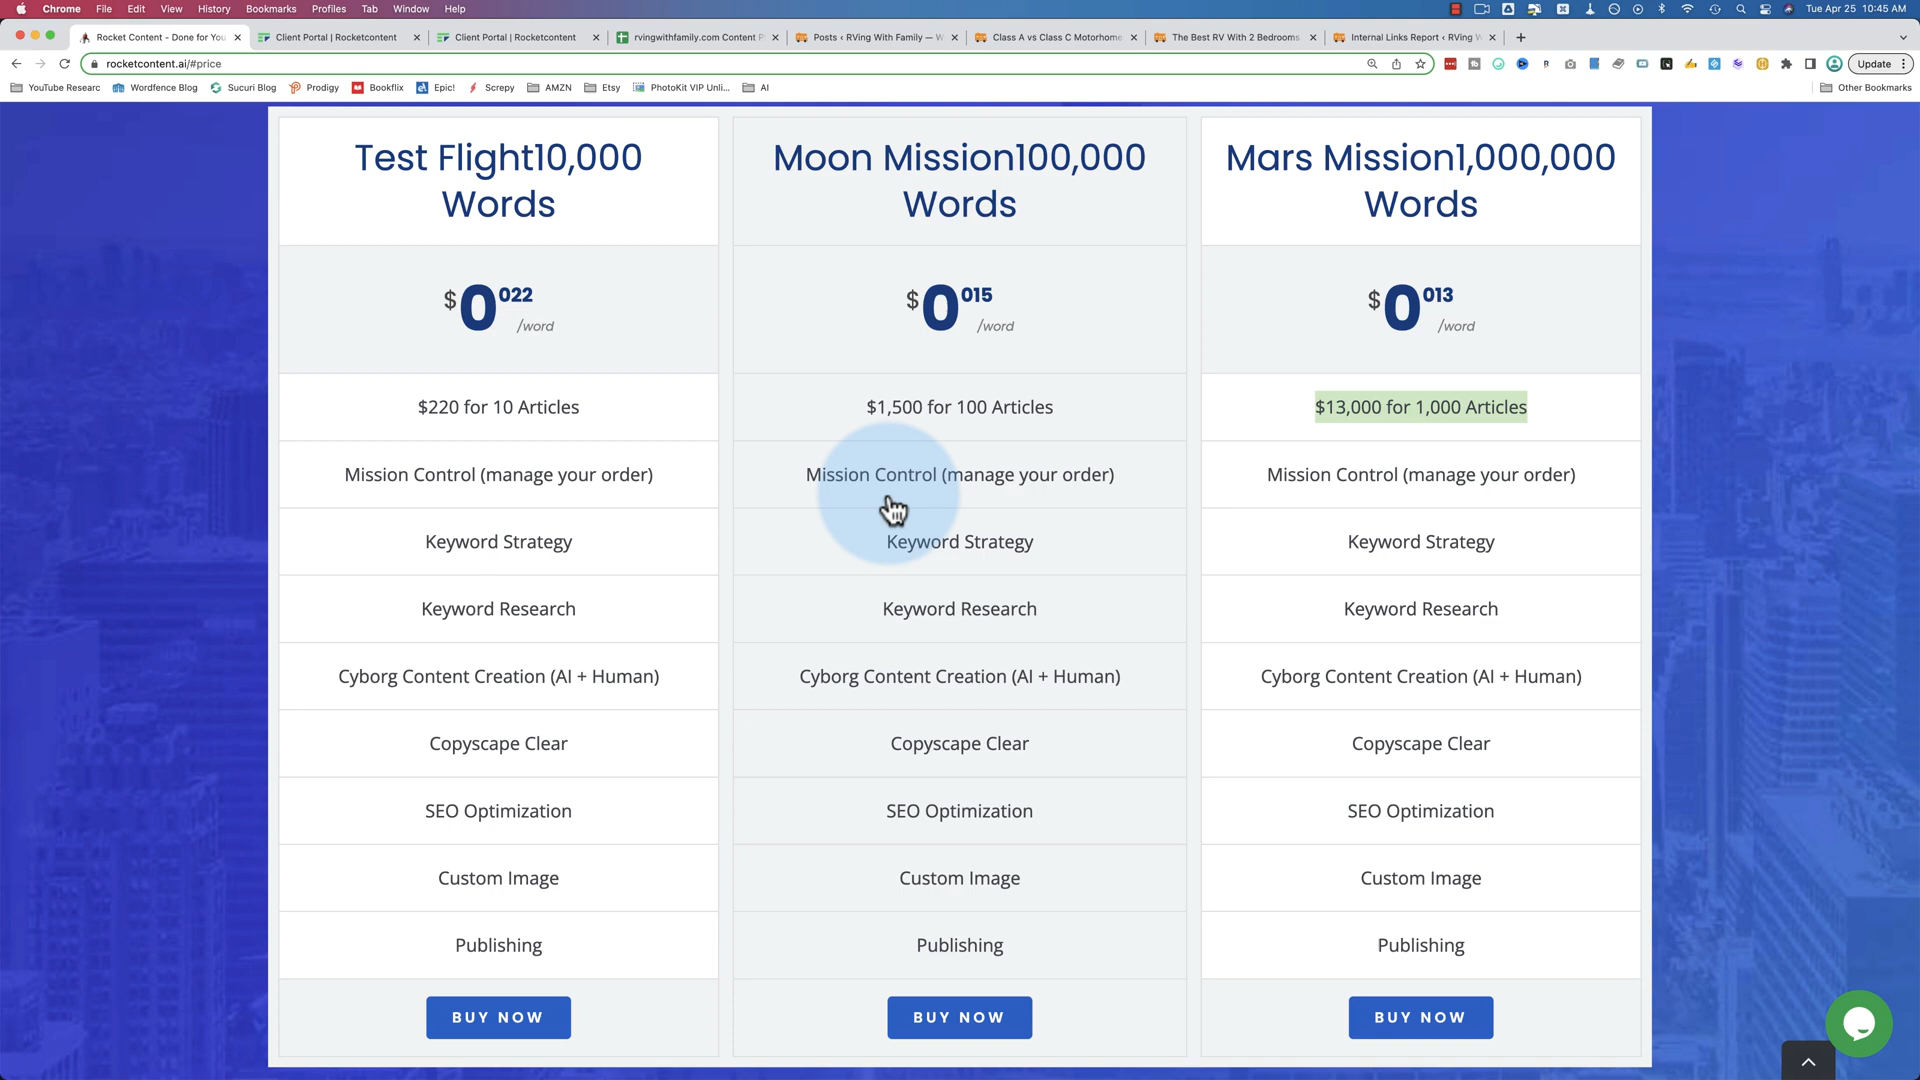 Chrome File Edit View History Bookmarks Profiles Tab Window Help Tue Apr 25 10:45 AM
Rocket Content - Done for You Client Portal | Rocketcontent Client Portal | Rocketcontent rvingwithfamily.com Content P Posts ‹ RVing With Family — W Class A vs Class C Motorhome The Best RV With 2 Bedrooms Internal Links Report ‹ RVing W
rocketcontent.ai/#price Update
YouTube Researc Wordfence Blog Sucuri Blog Prodigy Bookflix Epic! Screpy AMZN Etsy PhotoKit VIP Unli... AI Other Bookmarks
Test Flight10,000
Words
$0022
/word
$220 for 10 Articles
Mission Control (manage your order)
Keyword Strategy
Keyword Research
Cyborg Content Creation (AI + Human)
Copyscape Clear
SEO Optimization
Custom Image
Publishing
BUY NOW
Moon Mission100,000
Words
$0015
/word
$1,500 for 100 Articles
Mission Control (manage your order)
Keyword Strategy
Keyword Research
Cyborg Content Creation (AI + Human)
Copyscape Clear
SEO Optimization
Custom Image
Publishing
BUY NOW
Mars Mission1,000,000
Words
$0013
/word
$13,000 for 1,000 Articles
Mission Control (manage your order)
Keyword Strategy
Keyword Research
Cyborg Content Creation (AI + Human)
Copyscape Clear
SEO Optimization
Custom Image
Publishing
BUY NOW